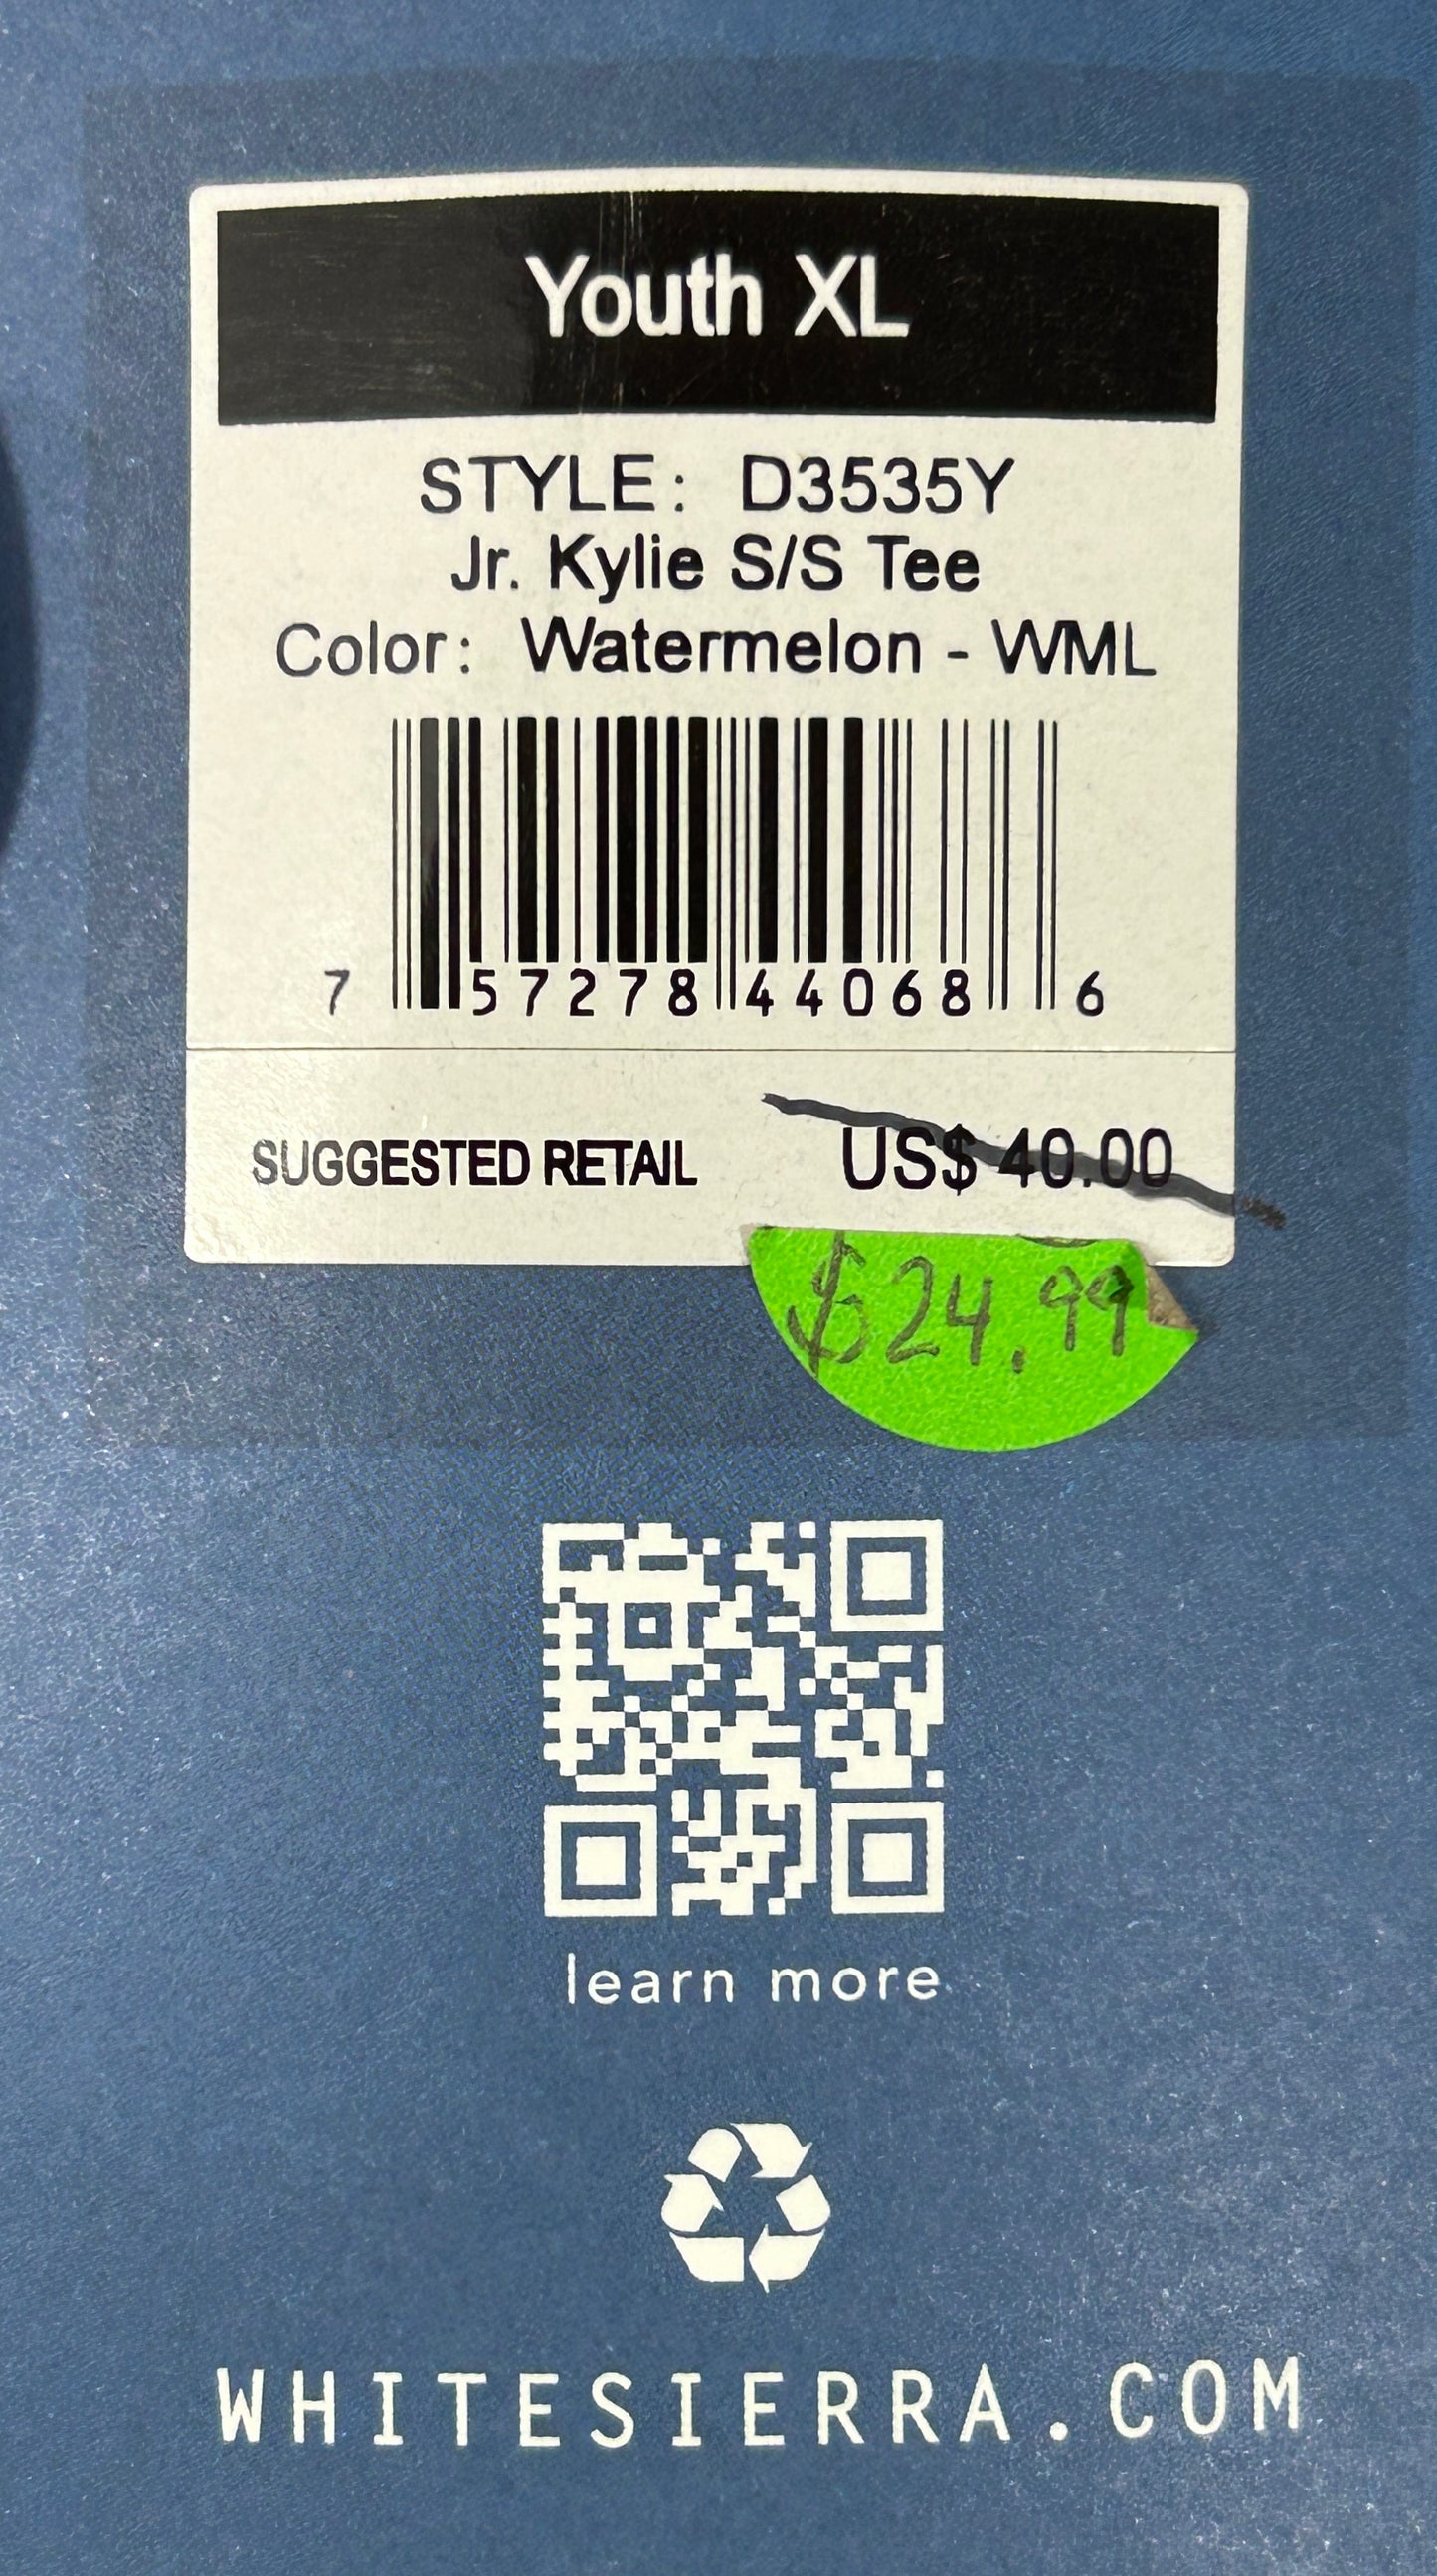 Youth XL
STYLE: D3535Y
Jr. Kylie S/S Tee
Color: Watermelon - WML
7 57278 44068 6
SUGGESTED RETAIL US$ 40.00
$24.99
learn more
WHITESIERRA.COM